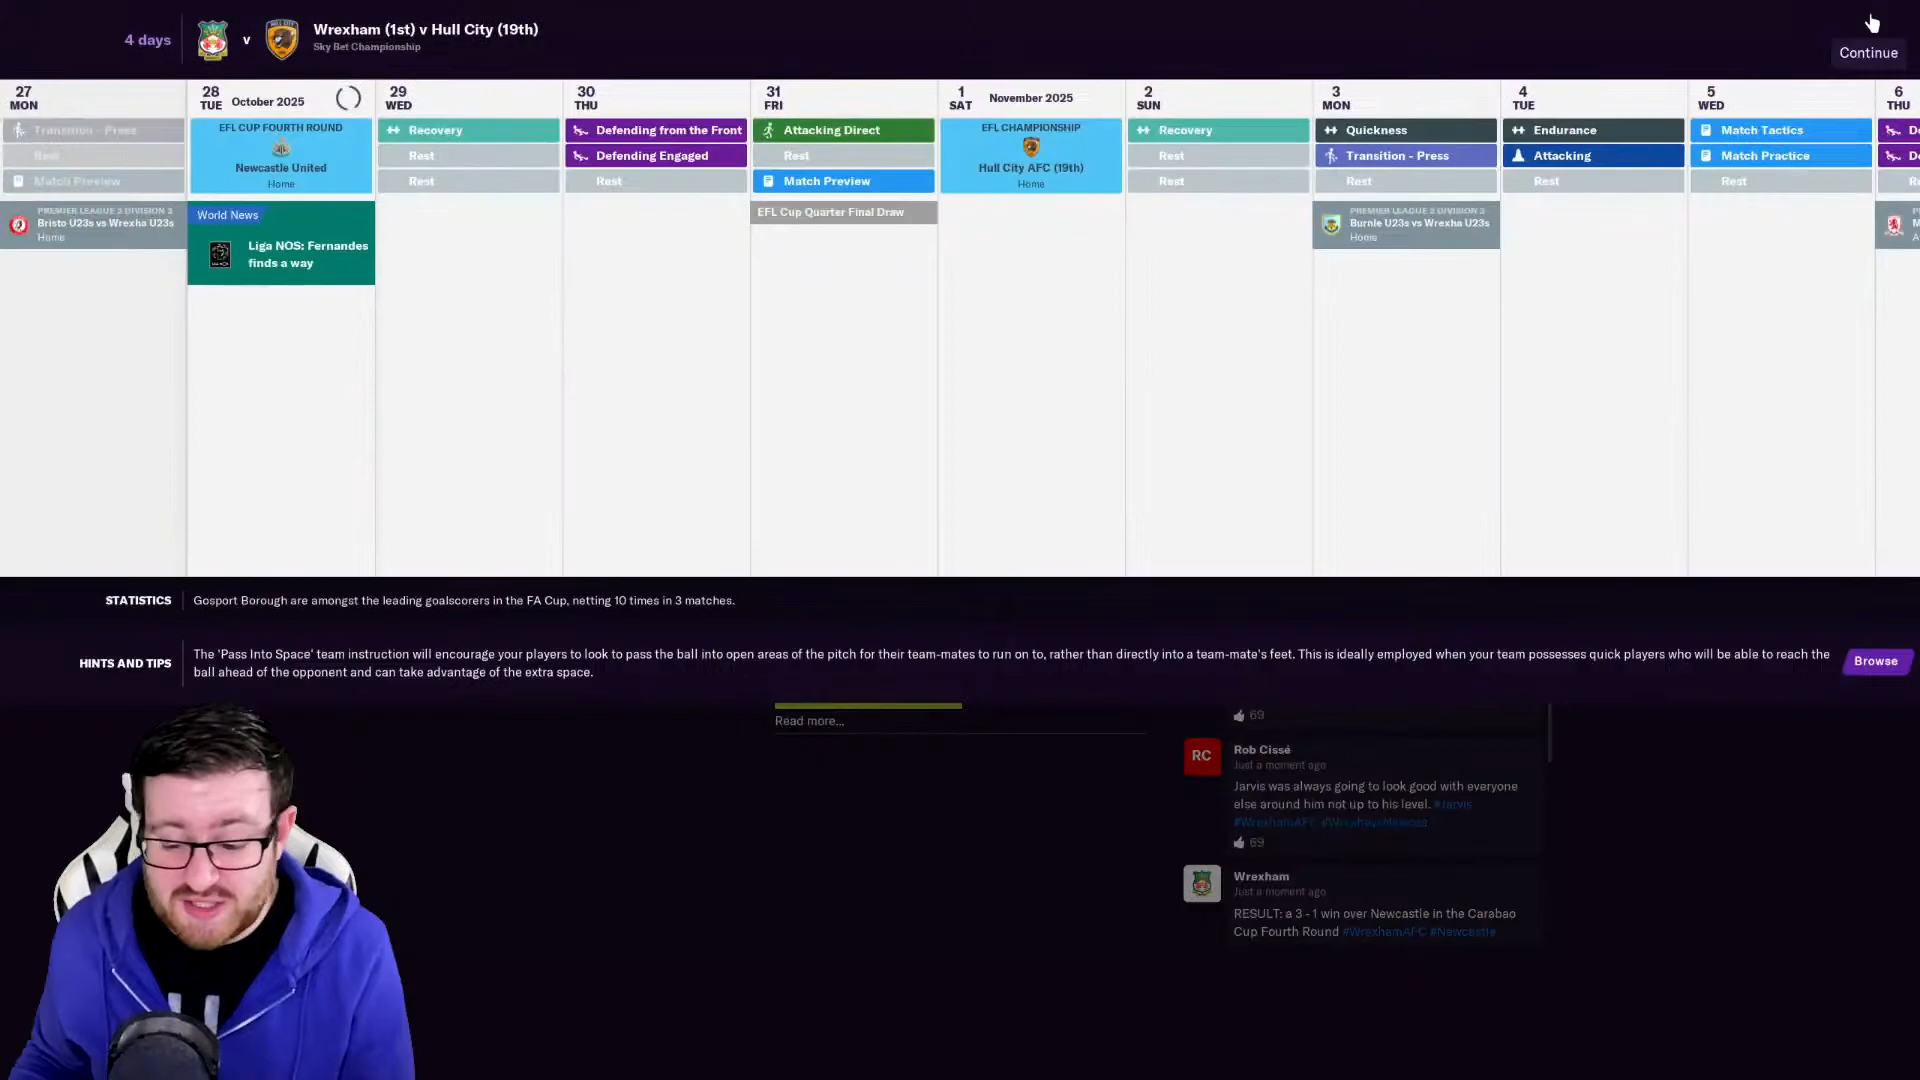 4 days
v
Wrexham (1st) v Hull City (19th)
Sky Bet Championship
Continue
27
MON
28
TUE October 2025
29
WED
30
THU
31
FRI
1
SAT November 2025
2
SUN
3
MON
4
TUE
5
WED
6
THU
Transition - Press
Rest
Match Preview
PREMIER LEAGUE 2 DIVISION 2
Bristo U23s vs Wrexha U23s
Home
EFL CUP FOURTH ROUND
Newcastle United
Home
World News
Liga NOS: Fernandes
finds a way
Recovery
Rest
Rest
Defending from the Front
Defending Engaged
Rest
Attacking Direct
Rest
Match Preview
EFL Cup Quarter Final Draw
EFL CHAMPIONSHIP
Hull City AFC (19th)
Home
Recovery
Rest
Rest
Quickness
Transition - Press
Rest
PREMIER LEAGUE 2 DIVISION 2
Burnle U23s vs Wrexha U23s
Home
Endurance
Attacking
Rest
Match Tactics
Match Practice
Rest
STATISTICS
Gosport Borough are amongst the leading goalscorers in the FA Cup, netting 10 times in 3 matches.
HINTS AND TIPS
The 'Pass Into Space' team instruction will encourage your players to look to pass the ball into open areas of the pitch for their team-mates to run on to, rather than directly into a team-mate's feet. This is ideally employed when your team possesses quick players who will be able to reach the
ball ahead of the opponent and can take advantage of the extra space.
Browse
Read more...
69
RC
Rob Cissé
Just a moment ago
Jarvis was always going to look good with everyone
else around him not up to his level. #Jarvis
#WrexhamAFC
69
Wrexham
Just a moment ago
RESULT: a 3 - 1 win over Newcastle in the Carabao
Cup Fourth Round #WrexhamAFC #Newcastle